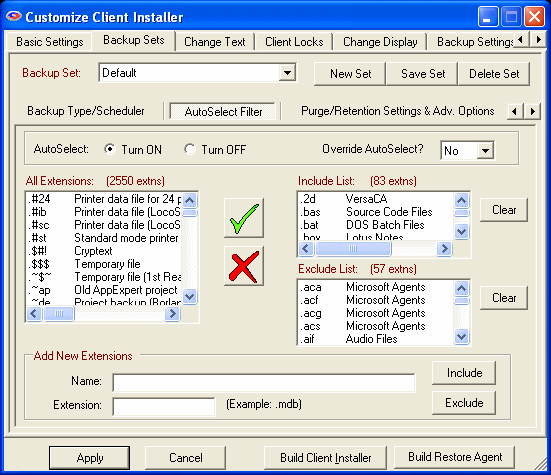 Customize Client Installer
Basic Settings Backup Sets Change Text Client Locks Change Display Backup Settings
Backup Set: Default New Set Save Set Delete Set
Backup Type/Scheduler AutoSelect Filter Purge/Retention Settings & Adv. Options
AutoSelect: Turn ON Turn OFF Override AutoSelect? No
All Extensions: (2550 extns)
.#24 Printer data file for 24 p
.#ib Printer data file (LocoS
.#sc Printer data file (LocoS
.#st Standard mode printer
.$#! Cryptext
.$$$ Temporary file
.~$~ Temporary file (1st Rea
.~ap Old AppExpert project
.~de Project backup (Borlan
Include List: (83 extns)
.2d VersaCA
.bas Source Code Files
.bat DOS Batch Files
.box Lotus Notes
Clear
Exclude List: (57 extns)
.aca Microsoft Agents
.acf Microsoft Agents
.acg Microsoft Agents
.acs Microsoft Agents
.aif Audio Files
Clear
Add New Extensions
Name: Include
Extension: (Example: .mdb) Exclude
Apply Cancel Build Client Installer Build Restore Agent